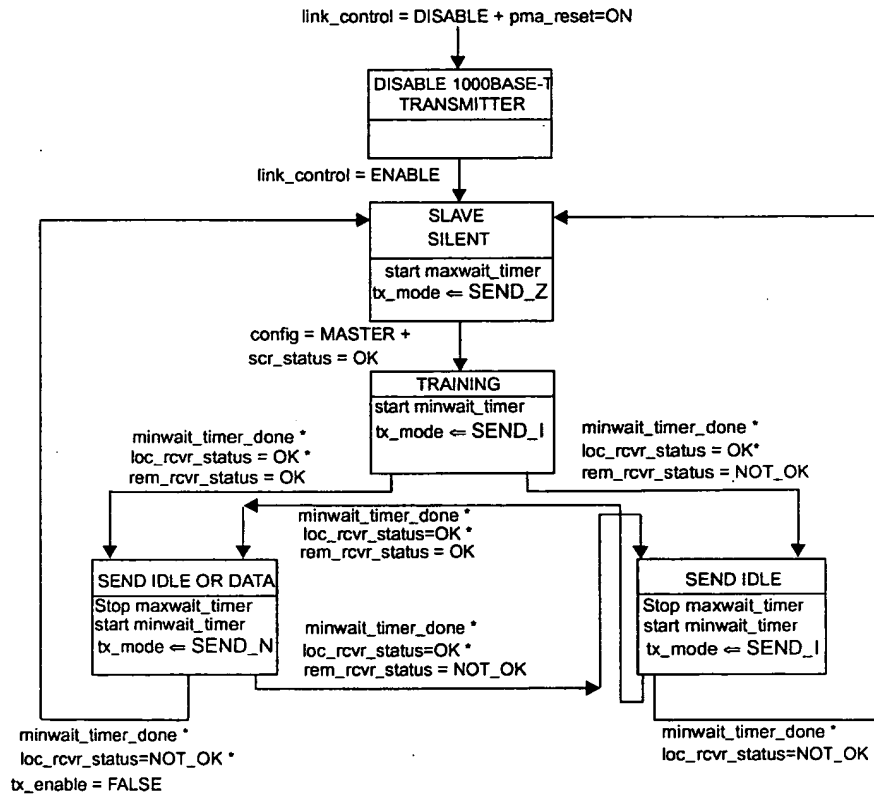 link_control = DISABLE + pma_reset=ON
DISABLE 1000BASE-T
TRANSMITTER
link_control = ENABLE
SLAVE
SILENT
start maxwait_timer
tx_mode ⇐ SEND_Z
config = MASTER +
scr_status = OK
TRAINING
start minwait_timer
tx_mode ⇐ SEND_I
minwait_timer_done *
loc_rcvr_status = OK *
rem_rcvr_status = OK
minwait_timer_done *
loc_rcvr_status = OK*
rem_rcvr_status = NOT_OK
minwait_timer_done *
loc_rcvr_status=OK *
rem_rcvr_status = OK
SEND IDLE OR DATA
Stop maxwait_timer
start minwait_timer
tx_mode ⇐ SEND_N
SEND IDLE
Stop maxwait_timer
start minwait_timer
tx_mode ⇐ SEND_I
minwait_timer_done *
loc_rcvr_status=OK *
rem_rcvr_status = NOT_OK
minwait_timer_done *
loc_rcvr_status=NOT_OK *
tx_enable = FALSE
minwait_timer_done *
loc_rcvr_status=NOT_OK